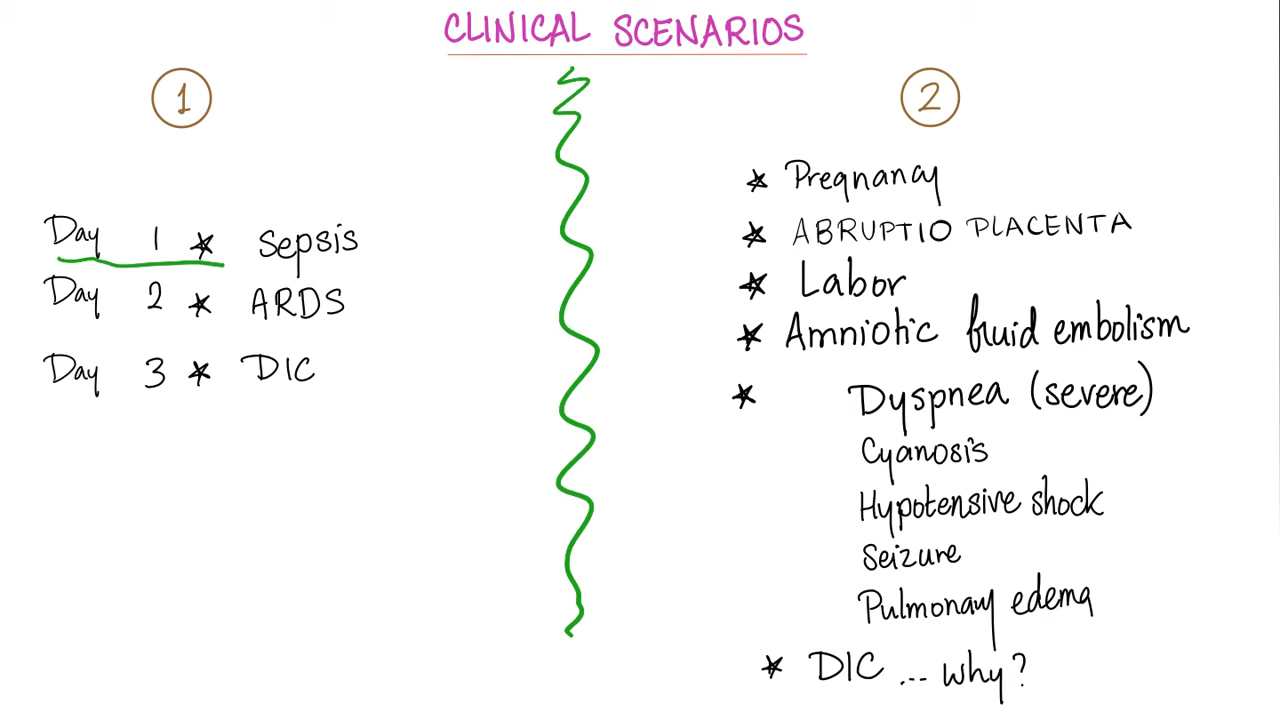 CLINICAL SCENARIOS
1
Day 1 * Sepsis
Day 2 * ARDS
Day 3 * DIC
2
* Pregnancy
* ABRUPTIO PLACENTA
* Labor
* Amniotic fluid embolism
* Dyspnea (severe)
Cyanosis
Hypotensive shock
Seizure
Pulmonary edema
* DIC ... why?